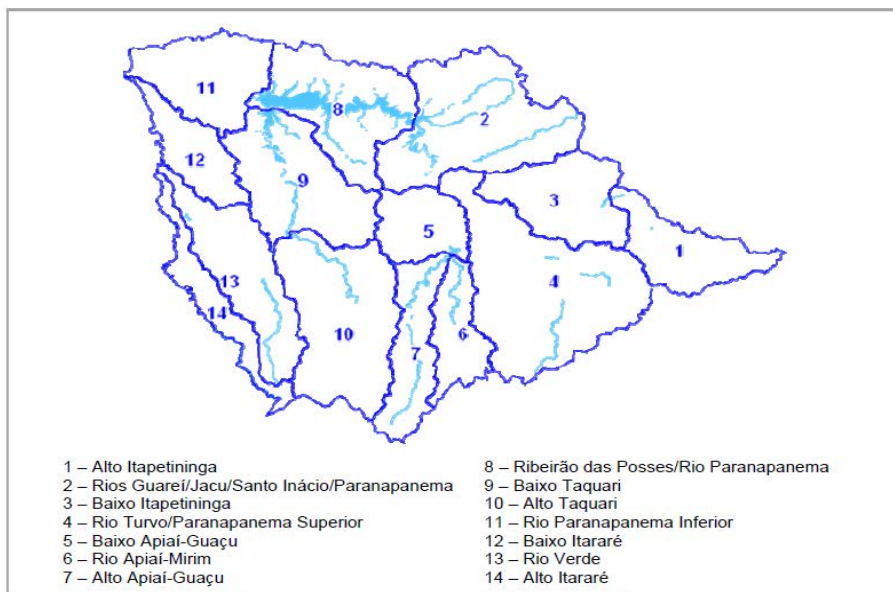 11
8
2
12
9
3
5
1
13
4
14
10
7
6
1 – Alto Itapetininga
2 – Rios Guareí/Jacu/Santo Inácio/Paranapanema
3 – Baixo Itapetininga
4 – Rio Turvo/Paranapanema Superior
5 – Baixo Apiaí-Guaçu
6 – Rio Apiaí-Mirim
7 – Alto Apiaí-Guaçu
8 – Ribeirão das Posses/Rio Paranapanema
9 – Baixo Taquari
10 – Alto Taquari
11 – Rio Paranapanema Inferior
12 – Baixo Itararé
13 – Rio Verde
14 – Alto Itararé